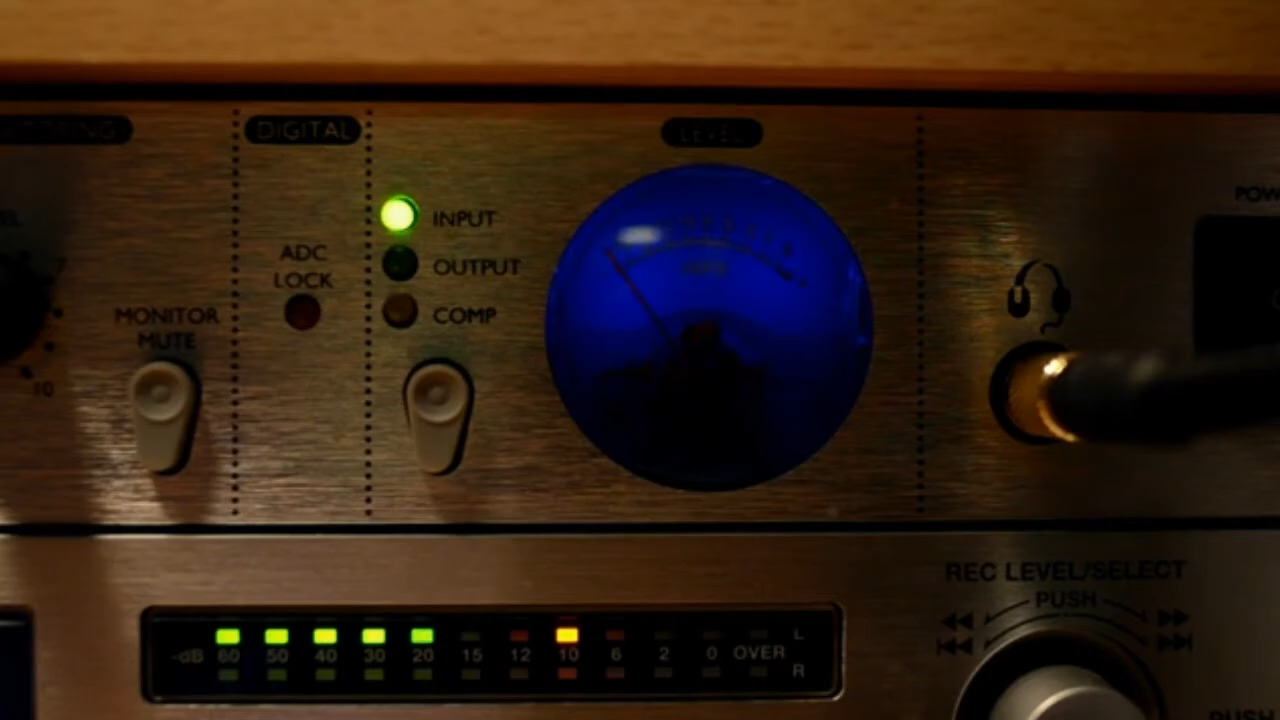 DIGITAL
LEVEL
INPUT
OUTPUT
COMP
ADC
LOCK
MONITOR
MUTE
10
REC LEVEL/SELECT
PUSH
-dB 60 50 40 30 20 15 12 10 6 2 0 OVER
L
R